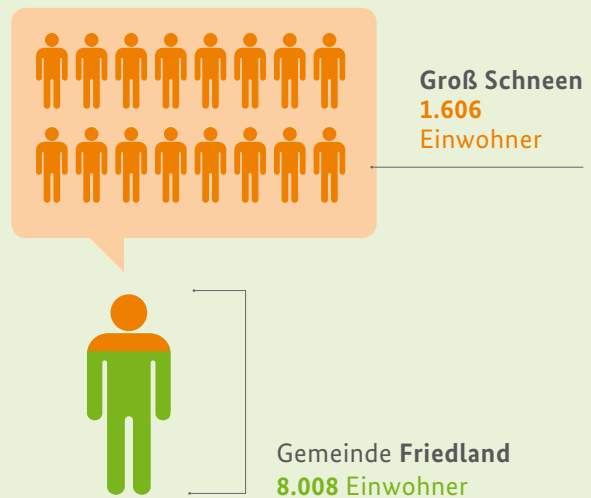 Groß Schneen
1.606
Einwohner
Gemeinde Friedland
8.008 Einwohner